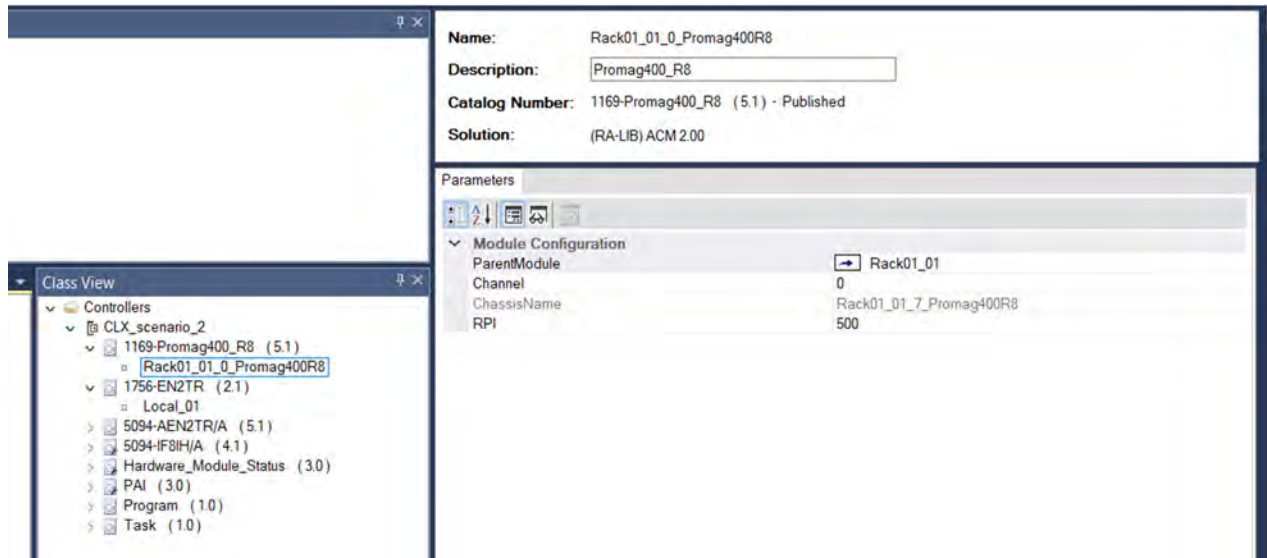 Name: Rack01_01_0_Promag400R8
Description: Promag400_R8
Catalog Number: 1169-Promag400_R8 (5.1) - Published
Solution: (RA-LIB) ACM 2.00
Parameters
Module Configuration
ParentModule Rack01_01
Channel 0
ChassisName Rack01_01_7_Promag400R8
RPI 500
Class View
Controllers
CLX_scenario_2
1169-Promag400_R8 (5.1)
Rack01_01_0_Promag400R8
1756-EN2TR (2.1)
Local_01
5094-AEN2TR/A (5.1)
5094-IF8IH/A (4.1)
Hardware_Module_Status (3.0)
PAI (3.0)
Program (1.0)
Task (1.0)